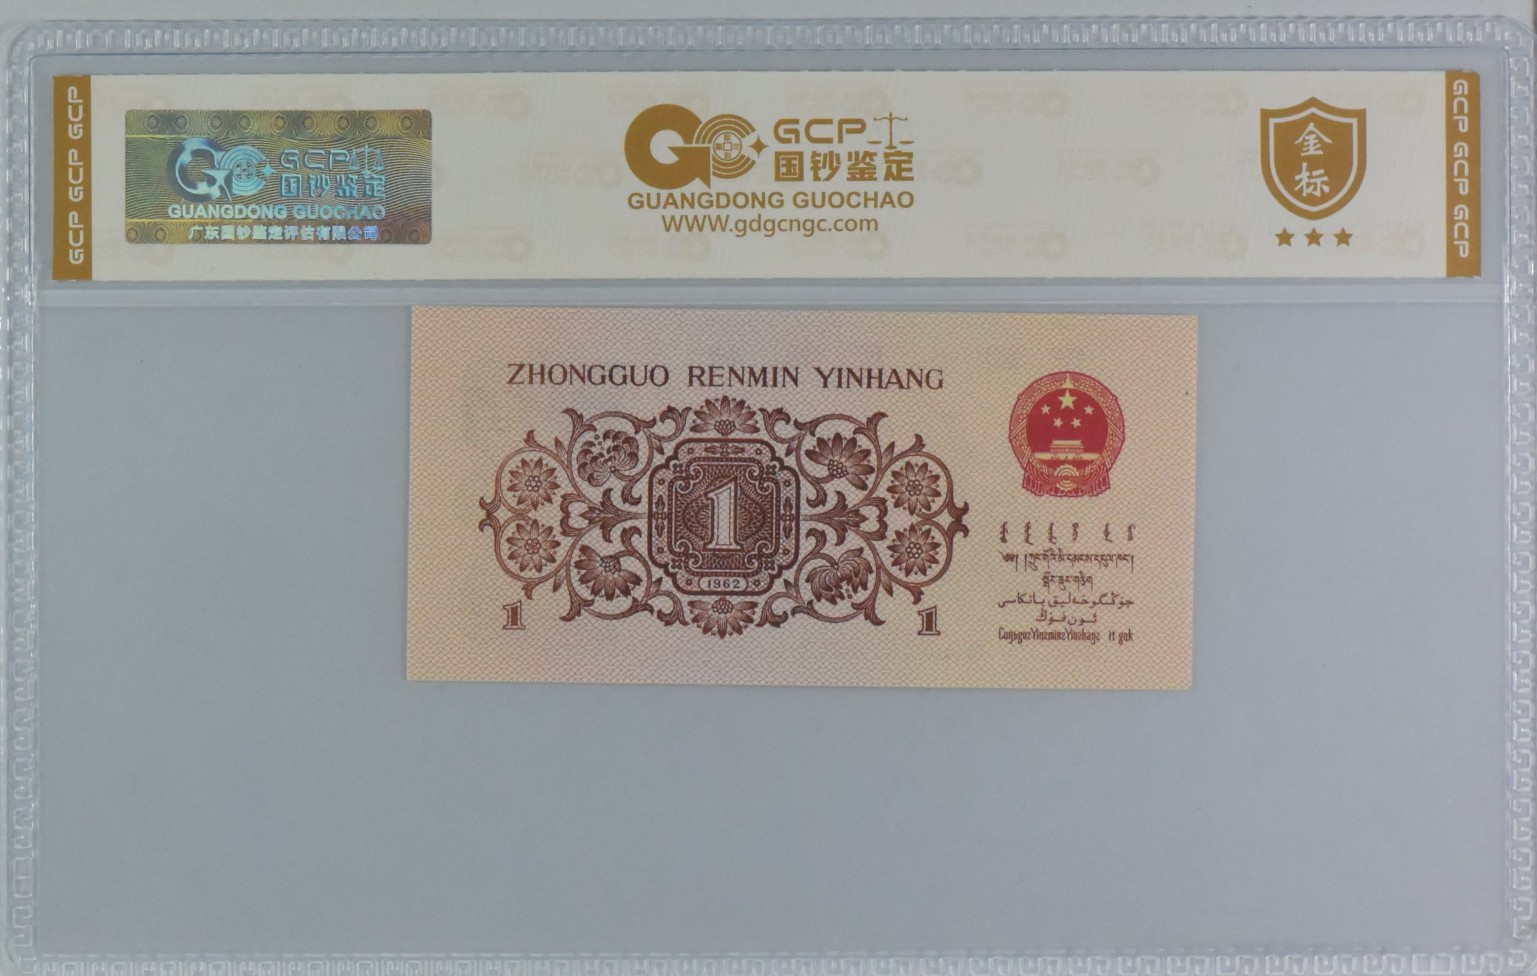 GCP GCP GCP
GCP 国钞鉴定
GUANGDONG GUOCHAO
广东国钞鉴定评估有限公司
GCP 国钞鉴定
GUANGDONG GUOCHAO
WWW.gdgcngc.com
金标
GCP GCP GCP
ZHONGGUO RENMIN YINHANG
1
1962
1
1
جۇڭگوخەلىق بانكاسى